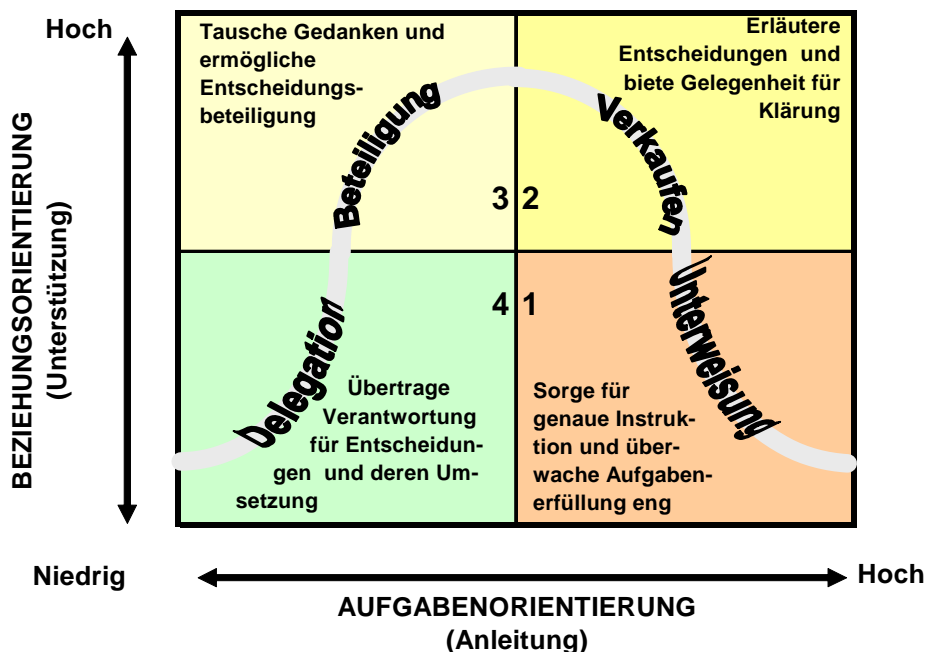 Hoch
BEZIEHUNGSORIENTIERUNG
(Unterstützung)
Tausche Gedanken und
ermögliche
Entscheidungs-
beteiligung
Beteiligung
3
Erläutere
Entscheidungen und
biete Gelegenheit für
Klärung
Verkaufen
2
Delegation
4
Übertrage
Verantwortung
für Entscheidun-
gen und deren Um-
setzung
Unterweisung
1
Sorge für
genaue Instruk-
tion und über-
wache Aufgaben-
erfüllung eng
Niedrig
Hoch
AUFGABENORIENTIERUNG
(Anleitung)